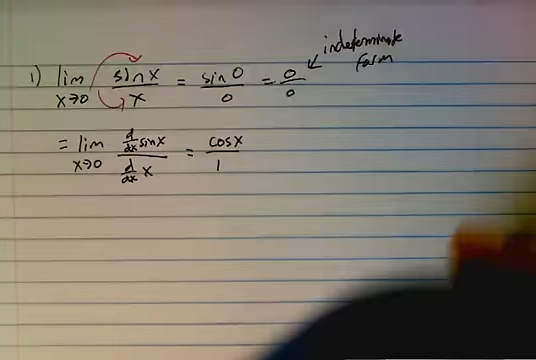 indeterminate form
1) lim x→0 sin x / x = sin 0 / 0 = 0 / 0
= lim x→0 d/dx sin x / d/dx x = cos x / 1